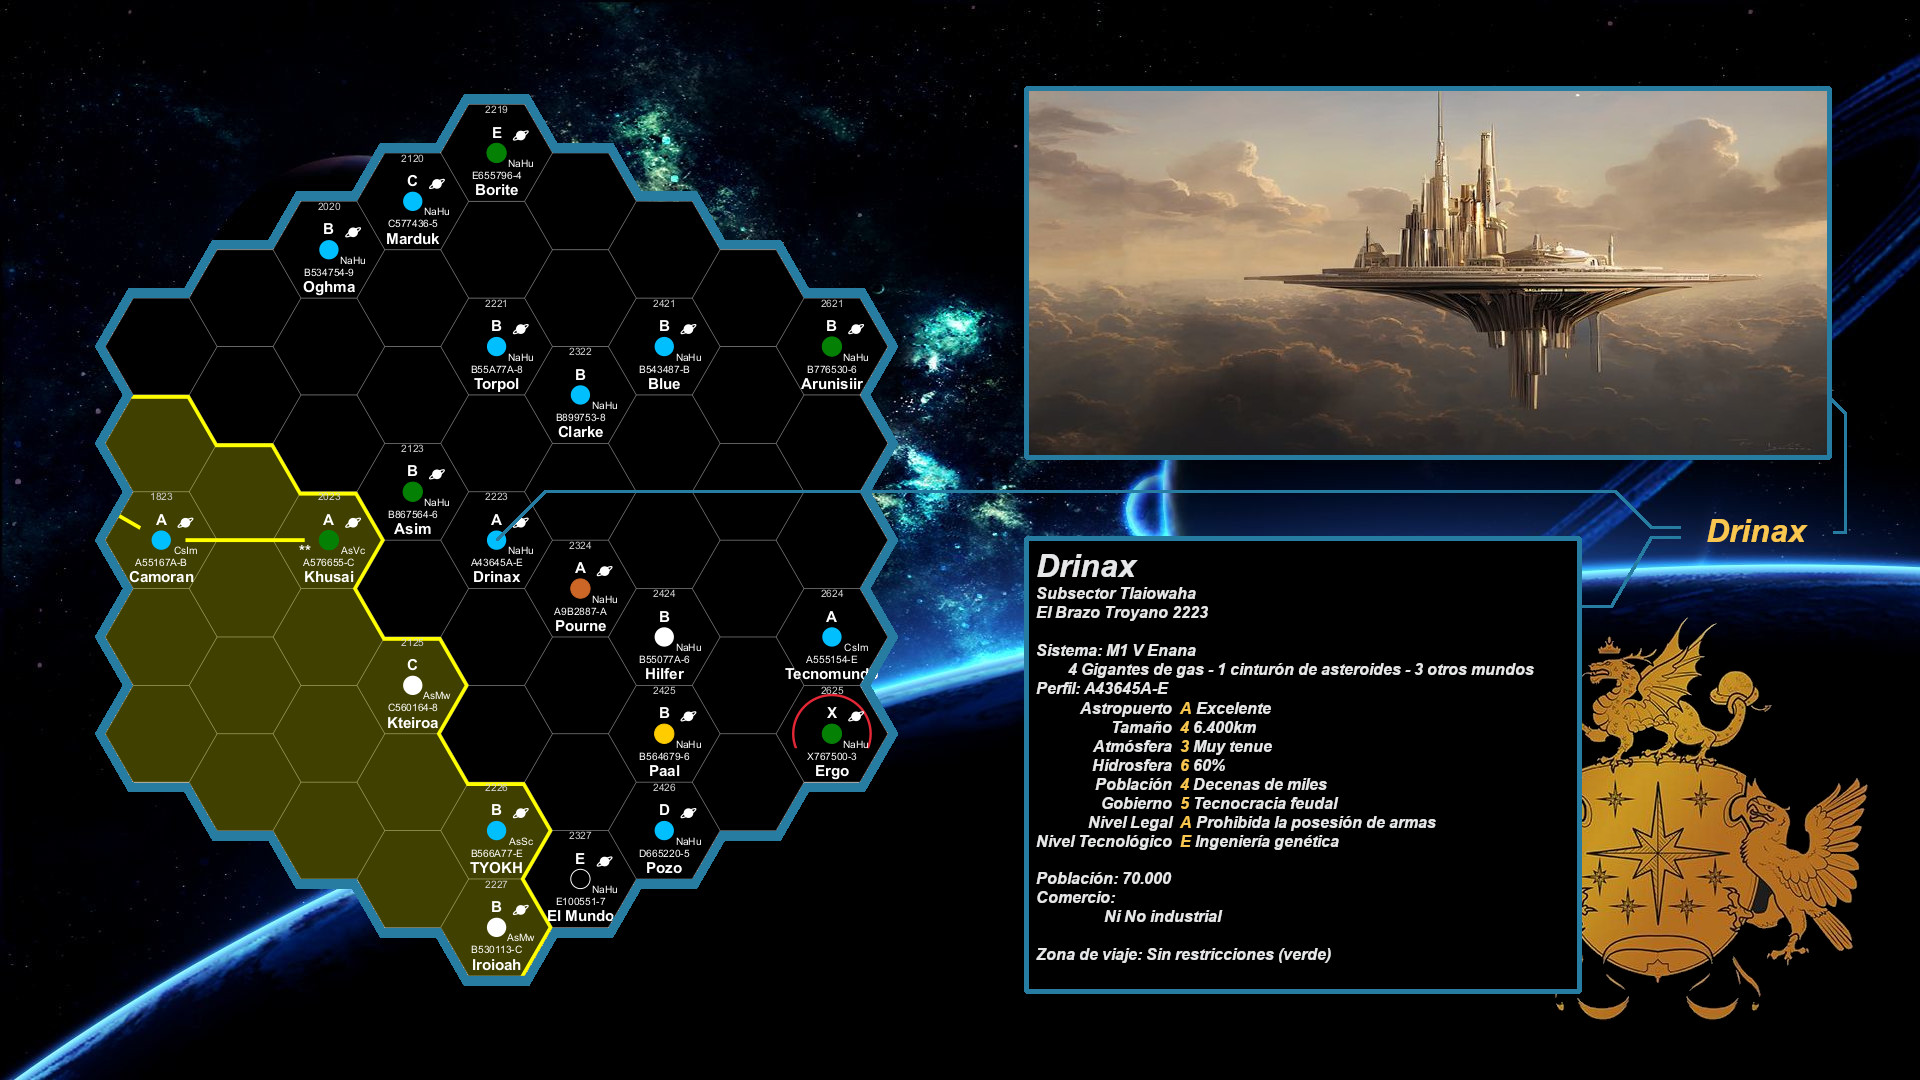 2219
E
NaHu
E655796-4
Borite
2120
C
NaHu
C577436-5
Marduk
2020
B
NaHu
B534754-9
Oghma
2221
B
NaHu
B55A77A-8
Torpol
2421
B
NaHu
B543487-B
Blue
2621
B
NaHu
B776530-6
Arunisiir
2322
B
NaHu
B899753-8
Clarke
2123
B
NaHu
B867564-6
Asim
1823
A
CsIm
A55167A-B
Camoran
2023
A
** AsVc
A576655-C
Khusai
2223
A
NaHu
A43645A-E
Drinax
2324
A
NaHu
A9B2887-A
Pourne
2424
B
NaHu
B55077A-6
Hilfer
2624
A
CsIm
A555154-E
Tecnomundo
2125
C
AsMw
C560164-8
Kteiroa
2425
B
NaHu
B564679-6
Paal
2625
X
NaHu
X767500-3
Ergo
2226
B
AsSc
B566A77-E
TYOKH
2426
D
NaHu
D665220-5
Pozo
2327
E
NaHu
E100551-7
El Mundo
2227
B
AsMw
B530113-C
Iroioah
Drinax
Drinax
Subsector Tlaiowaha
El Brazo Troyano 2223
Sistema: M1 V Enana
4 Gigantes de gas - 1 cinturón de asteroides - 3 otros mundos
Perfil: A43645A-E
Astropuerto A Excelente
Tamaño 4 6.400km
Atmósfera 3 Muy tenue
Hidrosfera 6 60%
Población 4 Decenas de miles
Gobierno 5 Tecnocracia feudal
Nivel Legal A Prohibida la posesión de armas
Nivel Tecnológico E Ingeniería genética
Población: 70.000
Comercio:
Ni No industrial
Zona de viaje: Sin restricciones (verde)